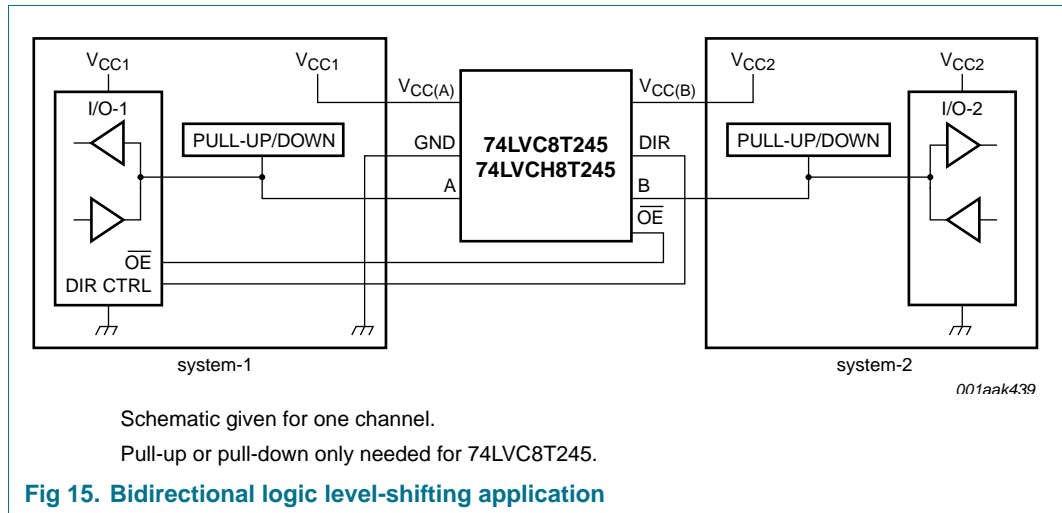 VCC1
VCC1
VCC2
VCC2
VCC(A)
VCC(B)
I/O-1
I/O-2
PULL-UP/DOWN
GND
74LVC8T245
74LVCH8T245
DIR
PULL-UP/DOWN
A
B
OE
OE
DIR CTRL
system-1
system-2
001aak439
Schematic given for one channel.
Pull-up or pull-down only needed for 74LVC8T245.
Fig 15. Bidirectional logic level-shifting application